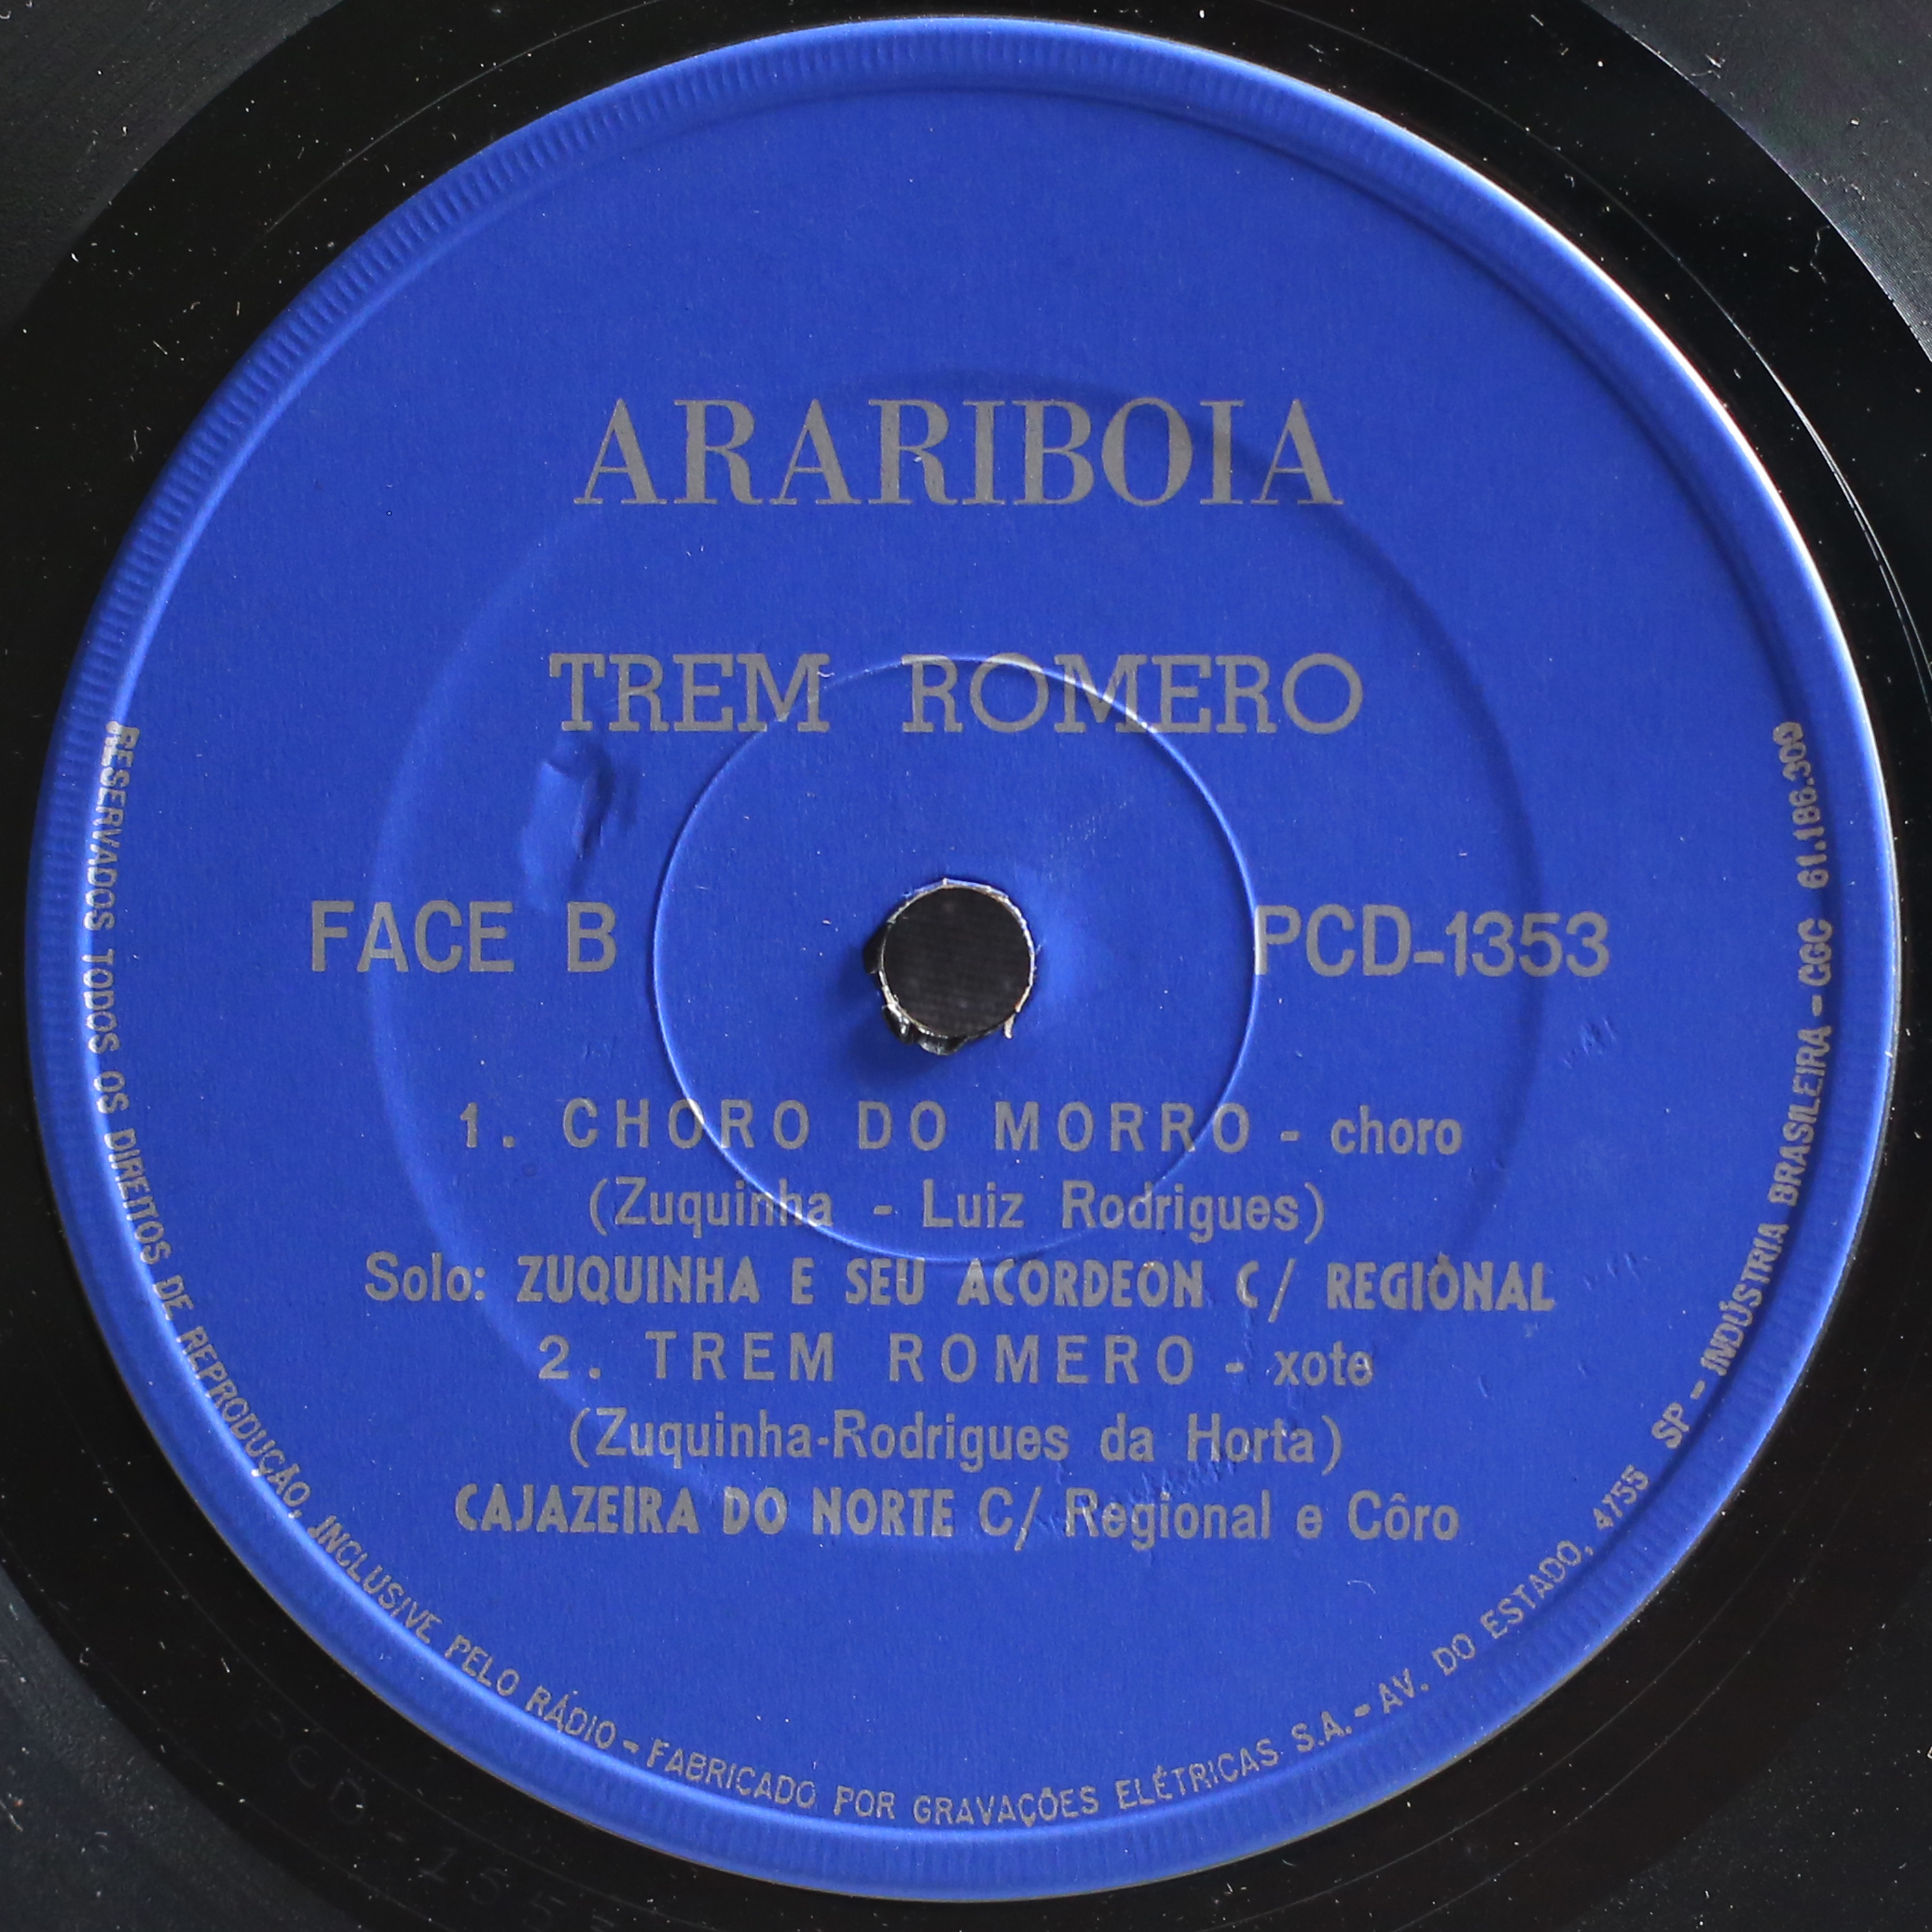 ARARIBOIA
TREM ROMERO
FACE B
PCD-1353
1. CHORO DO MORRO - choro
(Zuquinha - Luiz Rodrigues)
Solo: ZUQUINHA E SEU ACORDEON C/ REGIÔNAL
2. TREM ROMERO - xote
(Zuquinha-Rodrigues da Horta)
CAJAZEIRA DO NORTE C/ Regional e Côro
RESERVADOS TODOS OS DIREITOS DE REPRODUÇÃO, INCLUSIVE PELO RÁDIO - FABRICADO POR GRAVAÇÕES ELÉTRICAS S.A. - AV. DO ESTADO, 4755 SP - INDÚSTRIA BRASILEIRA - CGC 61.186.300